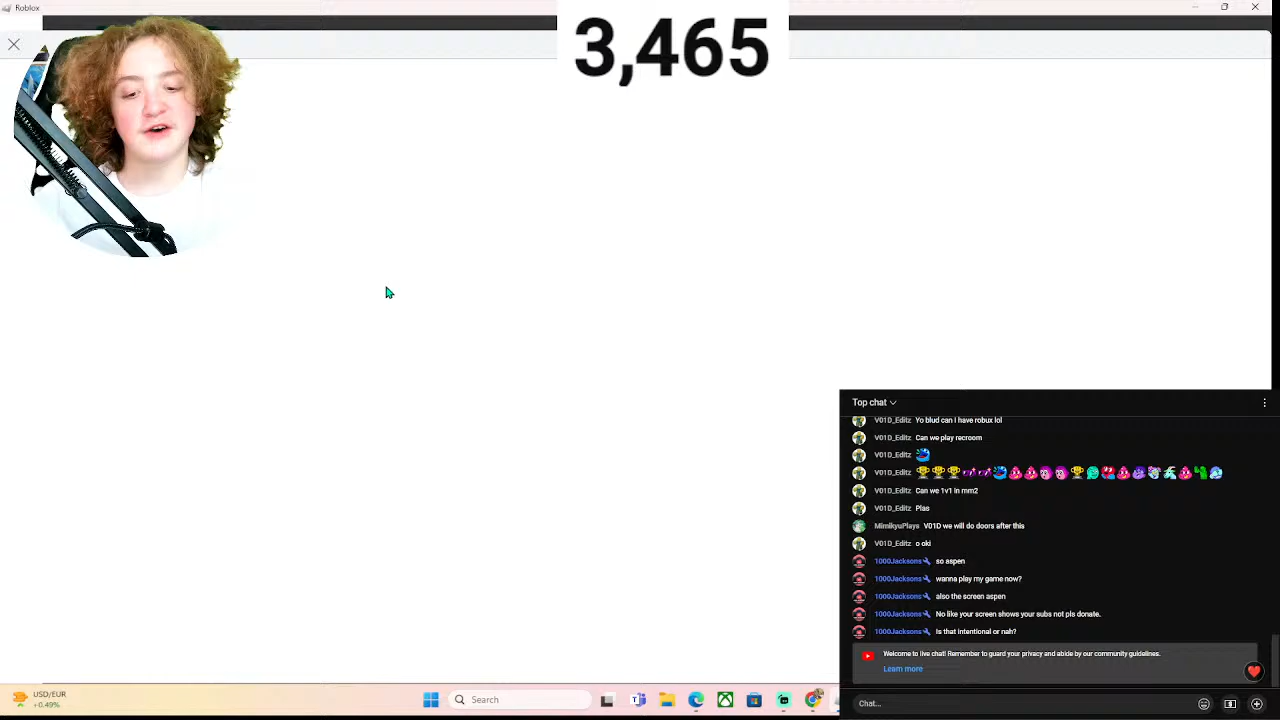 Roblox
3,465
Top chat
V01D_Editz Yo blud can i have robux lol
V01D_Editz Can we play recroom
V01D_Editz
V01D_Editz
V01D_Editz Can we 1v1 in mm2
V01D_Editz Plas
MimikyuPlays V01D we will do doors after this
V01D_Editz o oki
1000Jacksons so aspen
1000Jacksons wanna play my game now?
1000Jacksons also the screen aspen
1000Jacksons No like your screen shows your subs not pls donate.
1000Jacksons Is that intentional or nah?
Welcome to live chat! Remember to guard your privacy and abide by our community guidelines.
Learn more
Chat...
USD/EUR
+0.49%
Search